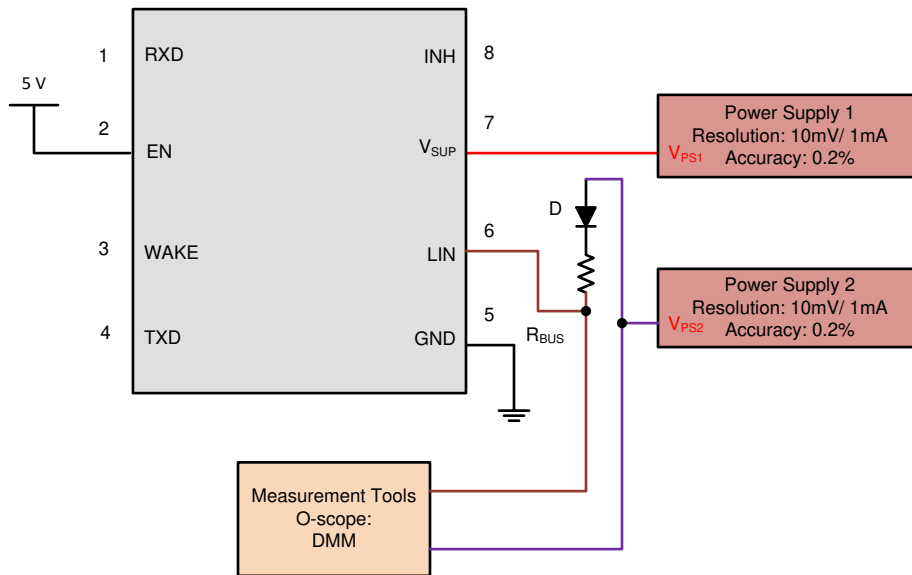 1
RXD
INH
8
5 V
2
EN
7
VSUP
Power Supply 1
Resolution: 10mV/ 1mA
VPS1
Accuracy: 0.2%
D
3
WAKE
6
LIN
Power Supply 2
Resolution: 10mV/ 1mA
VPS2
Accuracy: 0.2%
4
TXD
5
GND
RBUS
Measurement Tools
O-scope:
DMM